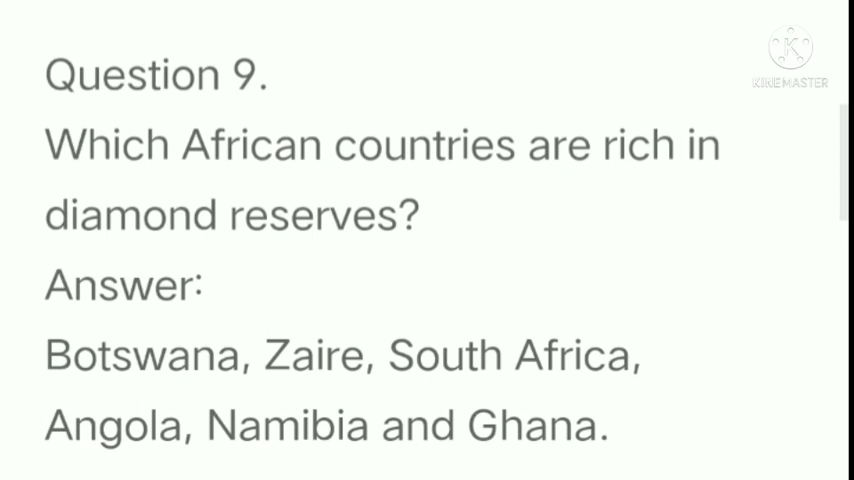 Question 9.
KINEMASTER
Which African countries are rich in
diamond reserves?
Answer:
Botswana, Zaire, South Africa,
Angola, Namibia and Ghana.